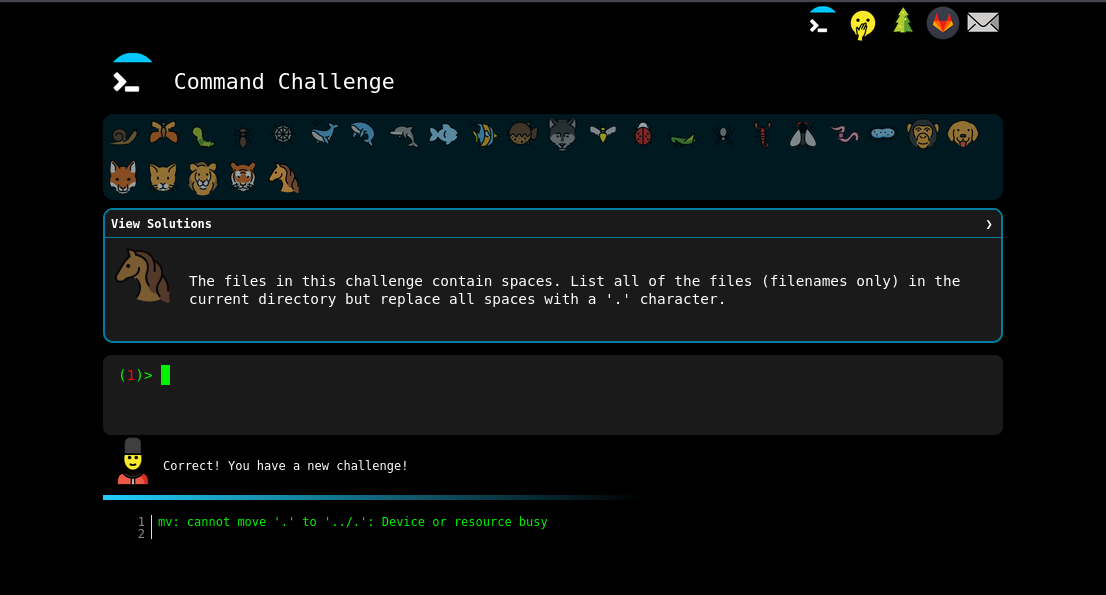 Command Challenge
View Solutions ❯
The files in this challenge contain spaces. List all of the files (filenames only) in the
current directory but replace all spaces with a '.' character.
(1)>
Correct! You have a new challenge!
1 mv: cannot move '.' to '../.': Device or resource busy
2